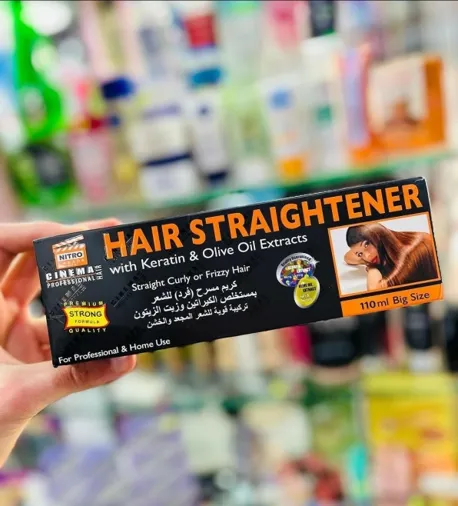 NITRO
CINEMA
PROFESSIONAL
HAIR
HAIR STRAIGHTENER
with Keratin & Olive Oil Extracts
Straight Curly or Frizzy Hair
كريم مسرح (فرد) للشعر
بمستخلص الكيراتين وزيت الزيتون
تركيبة قوية للشعر المجعد والخشن
PREMIUM
STRONG
FORMULA
QUALITY
For Professional & Home Use
110ml Big Size